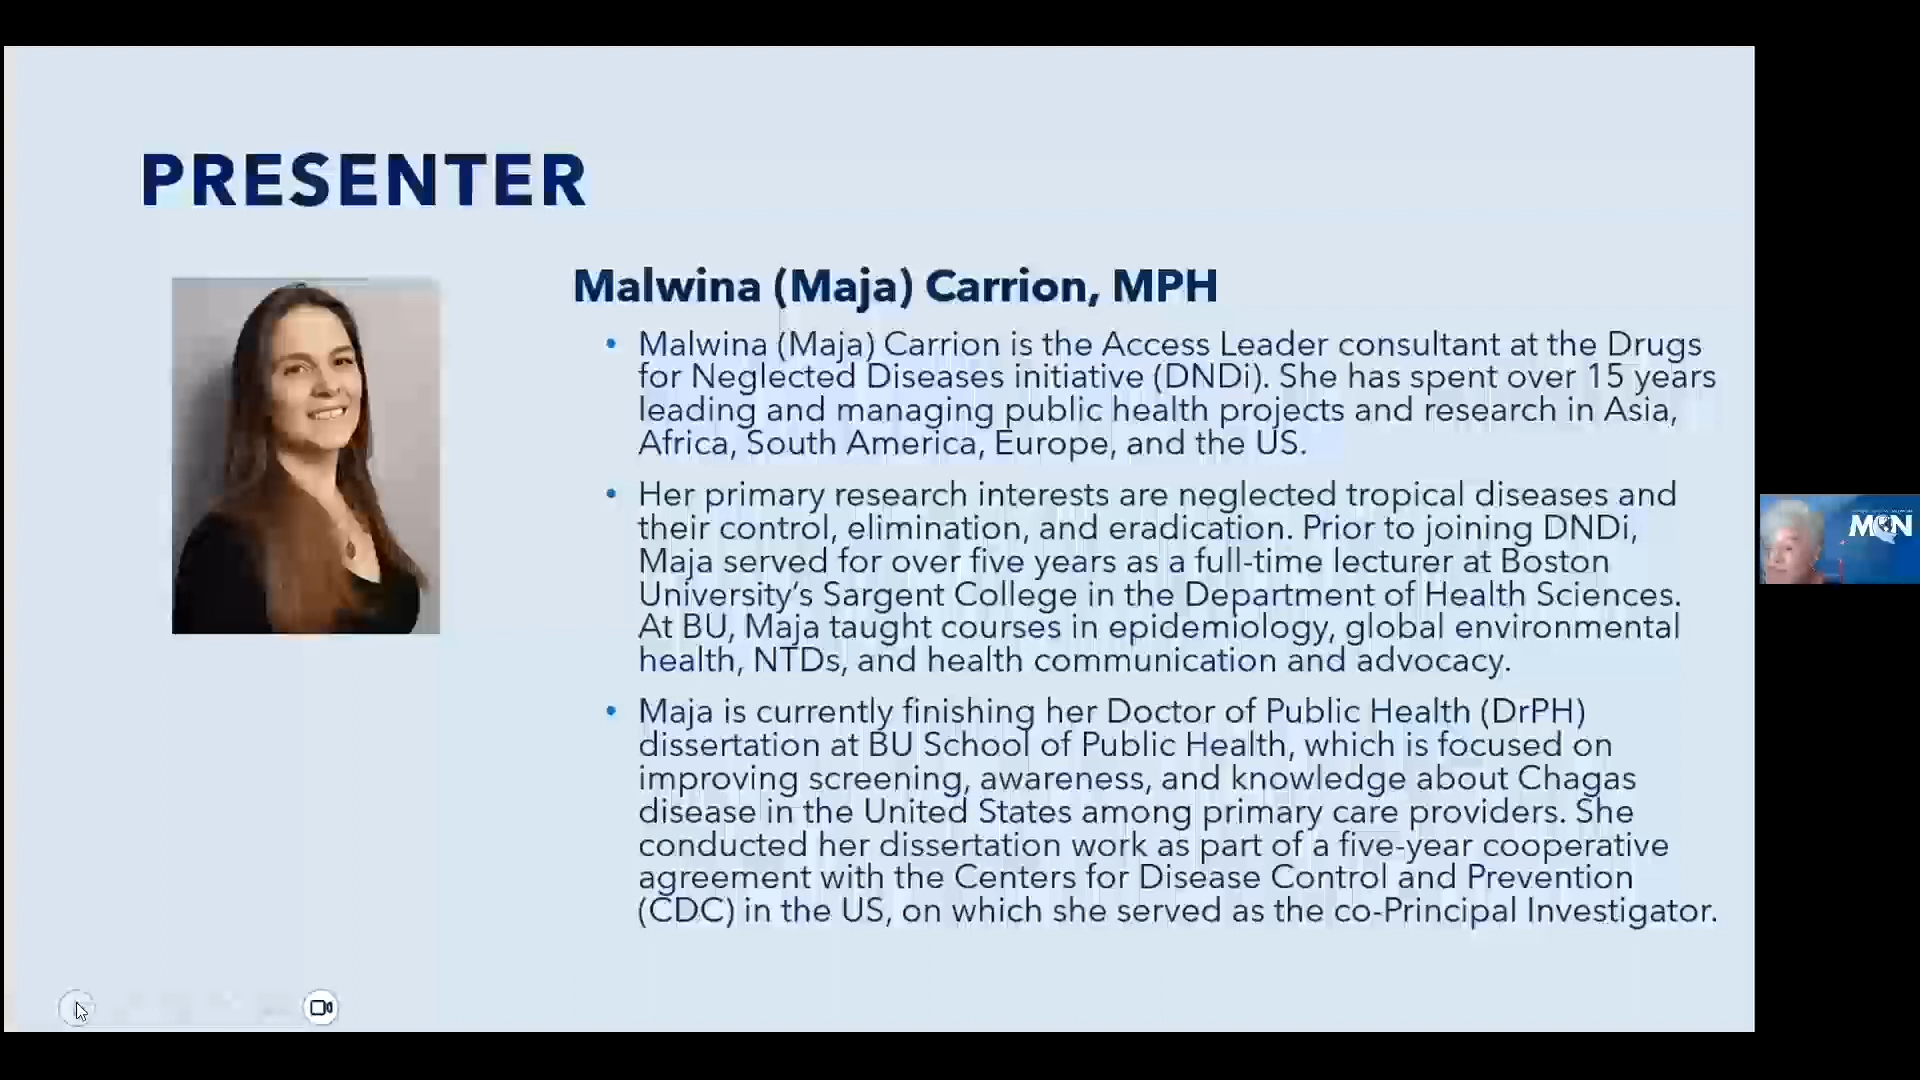 PRESENTER
Malwina (Maja) Carrion, MPH
• Malwina (Maja) Carrion is the Access Leader consultant at the Drugs
for Neglected Diseases initiative (DNDi). She has spent over 15 years
leading and managing public health projects and research in Asia,
Africa, South America, Europe, and the US.
• Her primary research interests are neglected tropical diseases and
their control, elimination, and eradication. Prior to joining DNDi,
Maja served for over five years as a full-time lecturer at Boston
University’s Sargent College in the Department of Health Sciences.
At BU, Maja taught courses in epidemiology, global environmental
health, NTDs, and health communication and advocacy.
• Maja is currently finishing her Doctor of Public Health (DrPH)
dissertation at BU School of Public Health, which is focused on
improving screening, awareness, and knowledge about Chagas
disease in the United States among primary care providers. She
conducted her dissertation work as part of a five-year cooperative
agreement with the Centers for Disease Control and Prevention
(CDC) in the US, on which she served as the co-Principal Investigator.
MCN